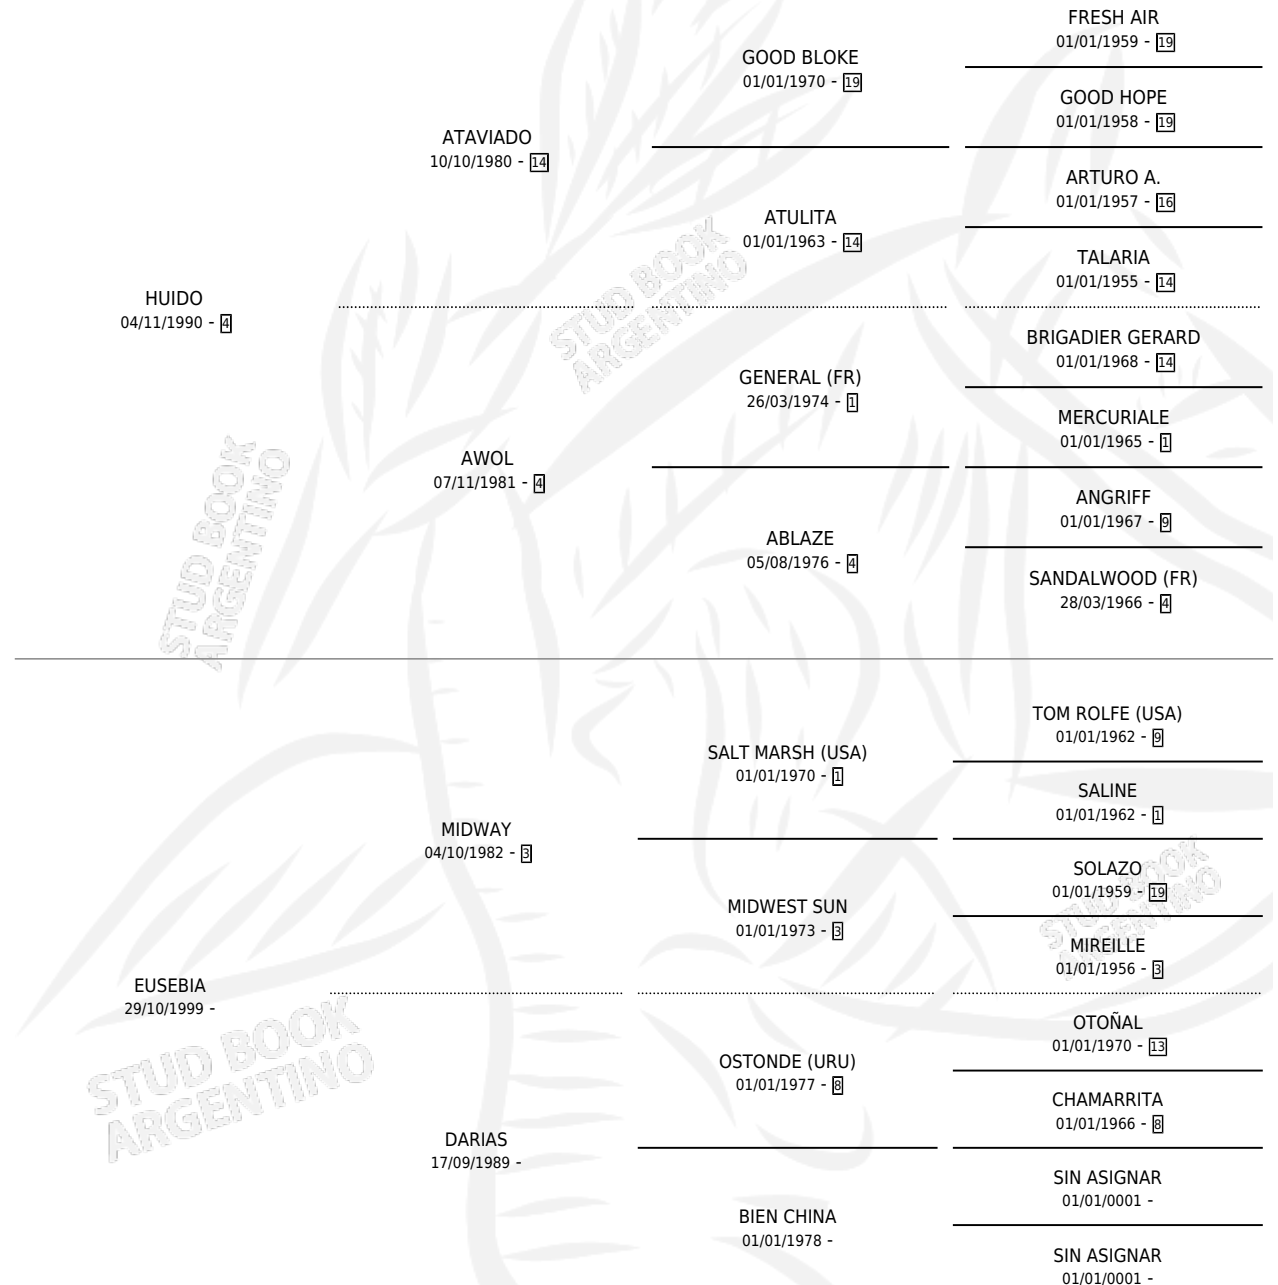 FRESH AIR
01/01/1959 - 19
GOOD BLOKE
01/01/1970 - 19
GOOD HOPE
01/01/1958 - 19
ATAVIADO
10/10/1980 - 14
ARTURO A.
01/01/1957 - 16
ATULITA
01/01/1963 - 14
TALARIA
01/01/1955 - 14
HUIDO
04/11/1990 - 4
BRIGADIER GERARD
01/01/1968 - 14
GENERAL (FR)
26/03/1974 - 1
MERCURIALE
01/01/1965 - 1
AWOL
07/11/1981 - 4
ANGRIFF
01/01/1967 - 9
ABLAZE
05/08/1976 - 4
SANDALWOOD (FR)
28/03/1966 - 4
TOM ROLFE (USA)
01/01/1962 - 9
SALT MARSH (USA)
01/01/1970 - 1
SALINE
01/01/1962 - 1
MIDWAY
04/10/1982 - 3
SOLAZO
01/01/1959 - 19
MIDWEST SUN
01/01/1973 - 3
MIREILLE
01/01/1956 - 3
EUSEBIA
29/10/1999 -
OTOÑAL
01/01/1970 - 13
OSTONDE (URU)
01/01/1977 - 8
CHAMARRITA
01/01/1966 - 8
DARIAS
17/09/1989 -
SIN ASIGNAR
01/01/0001 -
BIEN CHINA
01/01/1978 -
SIN ASIGNAR
01/01/0001 -
STUD BOOK
ARGENTINO
STUD BOOK
ARGENTINO
STUD BOOK
ARGENTINO
STUD BOOK
ARGENTINO